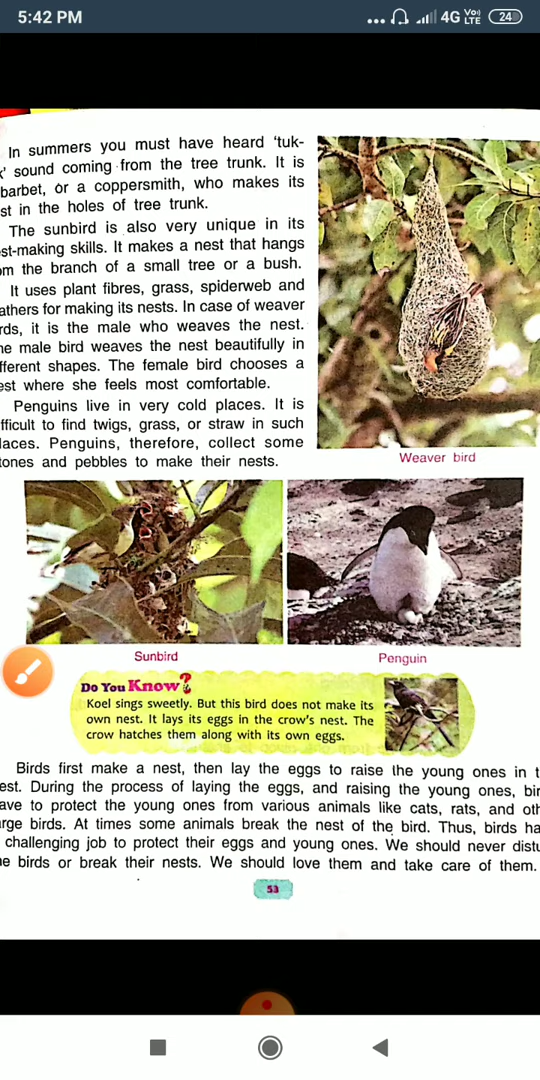 5:42 PM
4G Vo) LTE 24
In summers you must have heard 'tuk-
' sound coming from the tree trunk. It is
barbet, or a coppersmith, who makes its
st in the holes of tree trunk.
The sunbird is also very unique in its
est-making skills. It makes a nest that hangs
om the branch of a small tree or a bush.
It uses plant fibres, grass, spiderweb and
athers for making its nests. In case of weaver
rds, it is the male who weaves the nest.
he male bird weaves the nest beautifully in
fferent shapes. The female bird chooses a
est where she feels most comfortable.
Penguins live in very cold places. It is
fficult to find twigs, grass, or straw in such
laces. Penguins, therefore, collect some
tones and pebbles to make their nests.
Weaver bird
Sunbird
Penguin
Do You Know?
Koel sings sweetly. But this bird does not make its
own nest. It lays its eggs in the crow's nest. The
crow hatches them along with its own eggs.
Birds first make a nest, then lay the eggs to raise the young ones in t
est. During the process of laying the eggs, and raising the young ones, bir
ave to protect the young ones from various animals like cats, rats, and oth
arge birds. At times some animals break the nest of the bird. Thus, birds ha
challenging job to protect their eggs and young ones. We should never distu
he birds or break their nests. We should love them and take care of them.
53